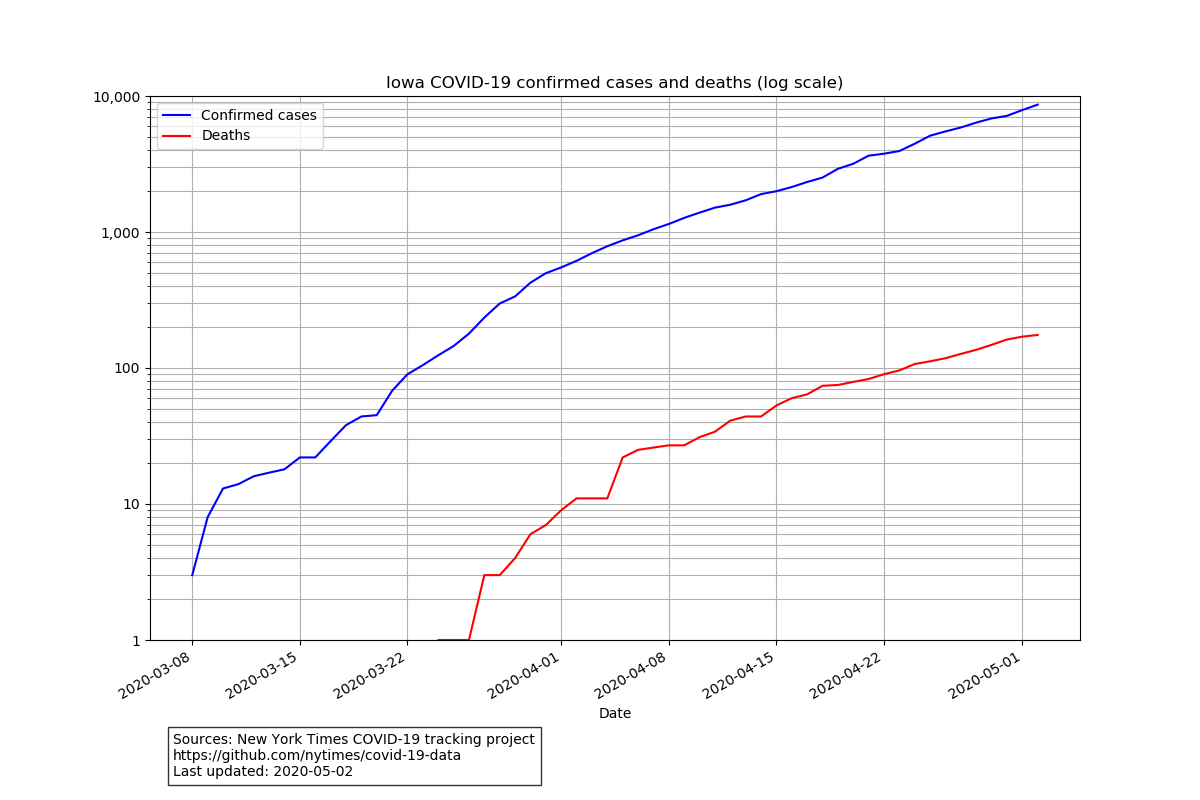 Iowa COVID-19 confirmed cases and deaths (log scale)
10,000
1,000
100
10
1
Confirmed cases
Deaths
2020-03-08
2020-03-15
2020-03-22
2020-04-01
2020-04-08
2020-04-15
2020-04-22
2020-05-01
Date
Sources: New York Times COVID-19 tracking project
https://github.com/nytimes/covid-19-data
Last updated: 2020-05-02